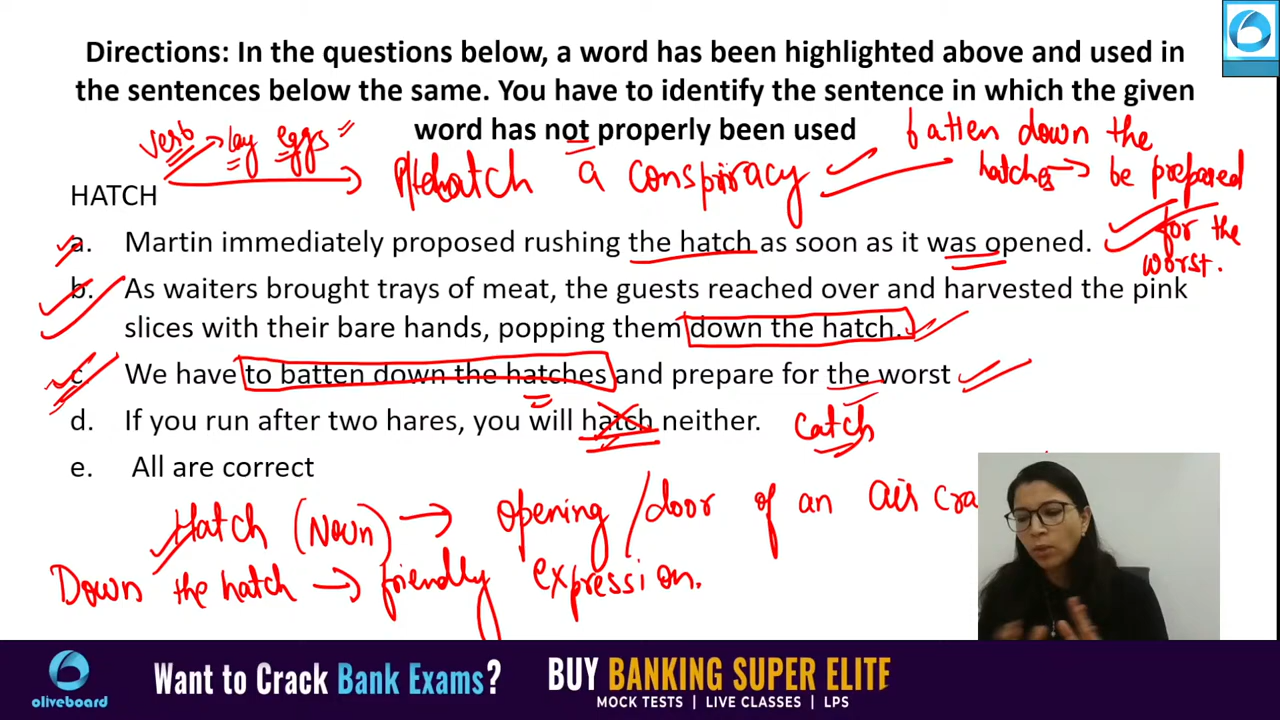 Directions: In the questions below, a word has been highlighted above and used in
the sentences below the same. You have to identify the sentence in which the given
word has not properly been used
verb → lay eggs
hatch a conspiracy
batten down the
hatches → be prepared
for the
worst.
HATCH
a. Martin immediately proposed rushing the hatch as soon as it was opened.
b. As waiters brought trays of meat, the guests reached over and harvested the pink
slices with their bare hands, popping them down the hatch.
c. We have to batten down the hatches and prepare for the worst
d. If you run after two hares, you will hatch neither. catch
e. All are correct
Hatch (Noun) → opening / door of an air cra
Down the hatch → friendly expression.
oliveboard
Want to Crack Bank Exams?
BUY BANKING SUPER ELITE
MOCK TESTS | LIVE CLASSES | LPS